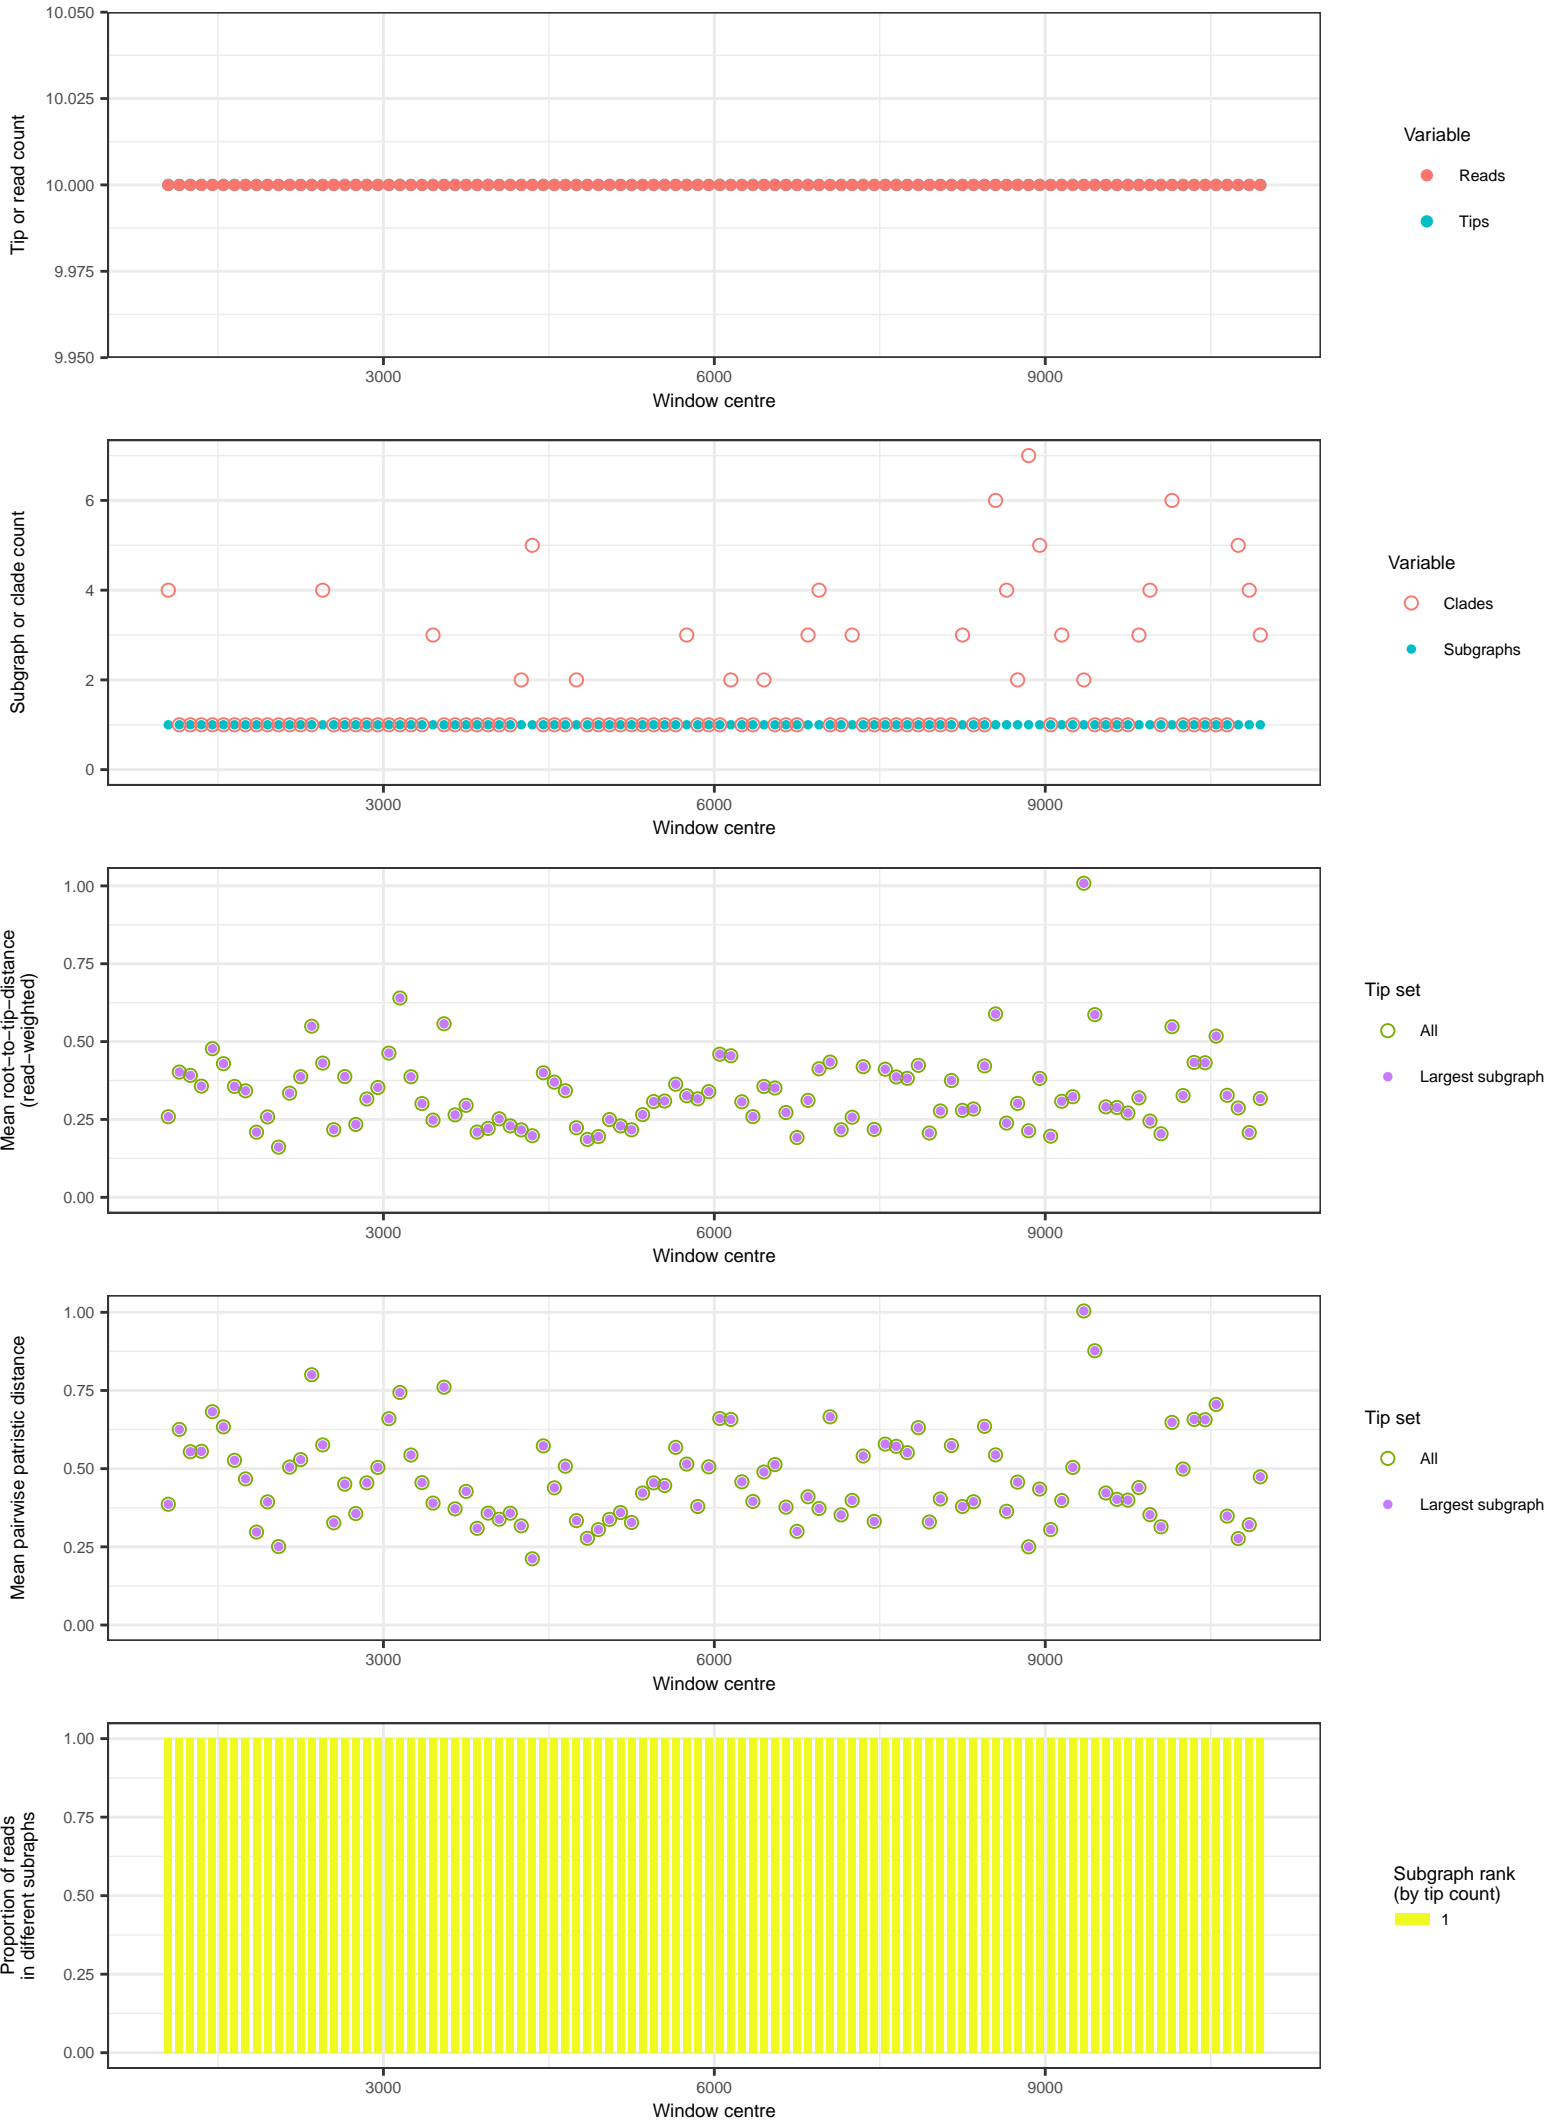 10.050
10.025
10.000
9.975
9.950
Tip or read count
3000 6000 9000
Window centre
Variable
Reads
Tips
6
4
2
0
Subgraph or clade count
3000 6000 9000
Window centre
Variable
Clades
Subgraphs
1.00
0.75
0.50
0.25
0.00
Mean root−to−tip−distance
(read−weighted)
3000 6000 9000
Window centre
Tip set
All
Largest subgraph
1.00
0.75
0.50
0.25
0.00
Mean pairwise patristic distance
3000 6000 9000
Window centre
Tip set
All
Largest subgraph
1.00
0.75
0.50
0.25
0.00
Proportion of reads
in different subraphs
3000 6000 9000
Window centre
Subgraph rank
(by tip count)
1